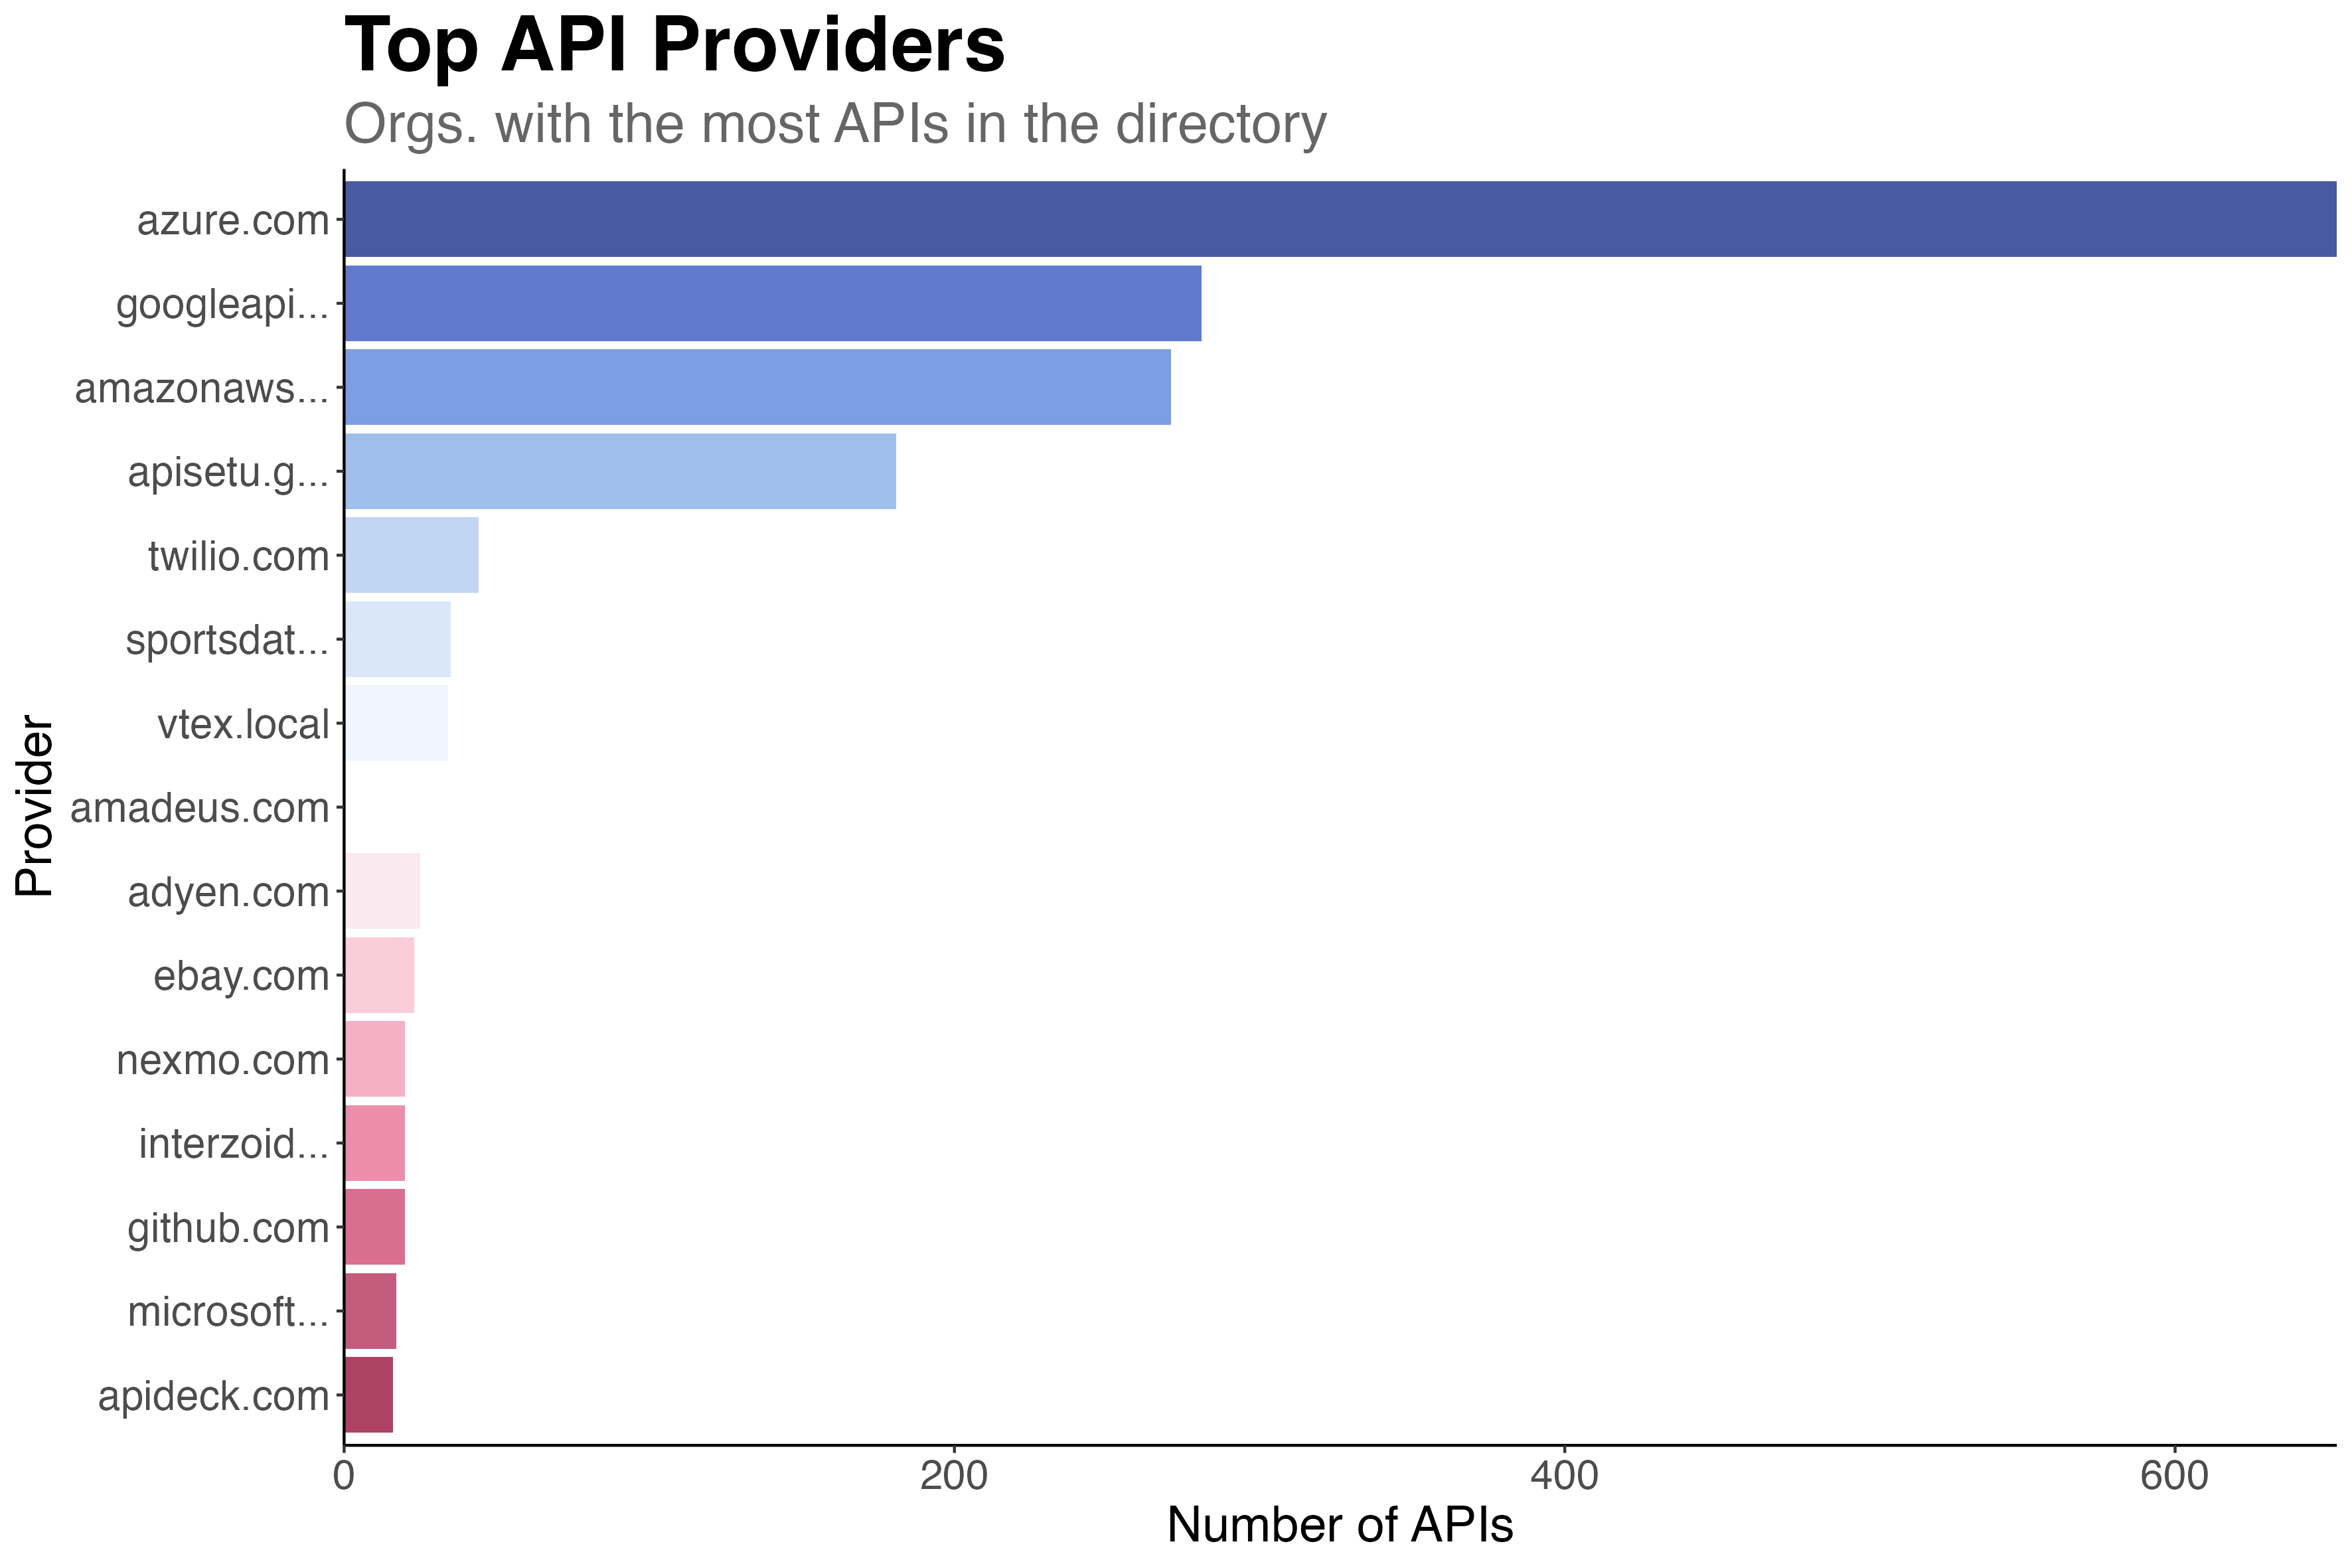 Top API Providers
Orgs. with the most APIs in the directory
azure.com
googleapi...
amazonaws...
apisetu.g...
twilio.com
sportsdat...
vtex.local
amadeus.com
adyen.com
ebay.com
nexmo.com
interzoid...
github.com
microsoft...
apideck.com
Provider
0 200 400 600
Number of APIs